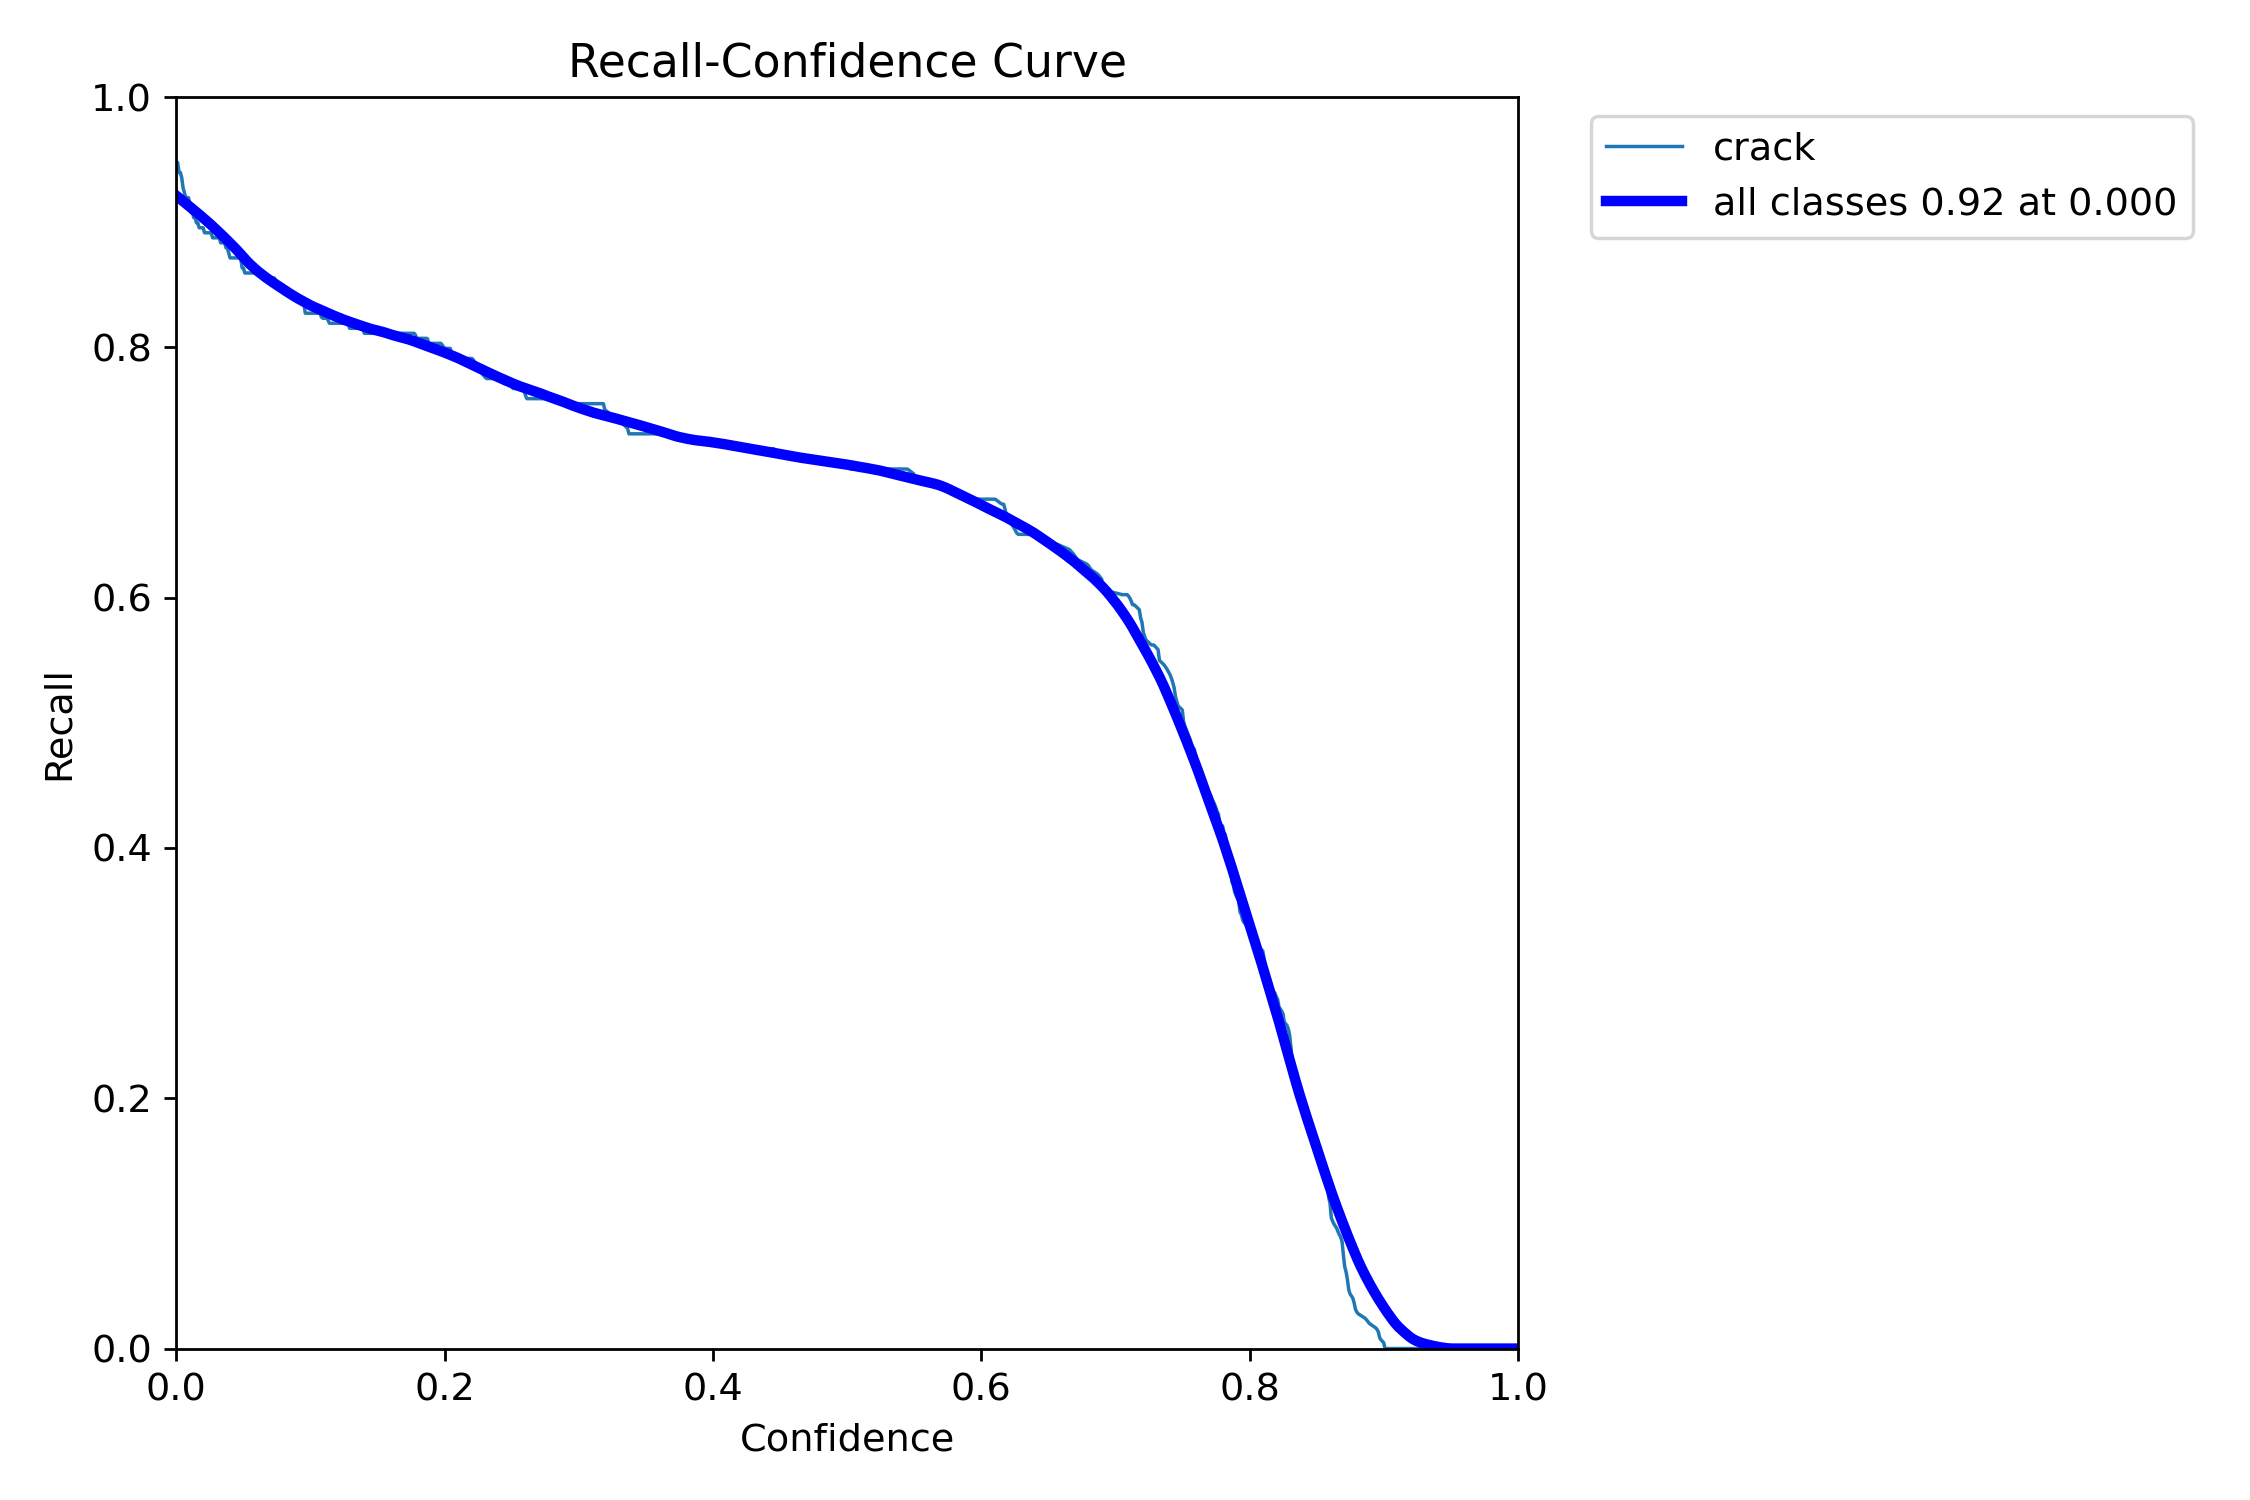 Recall-Confidence Curve
1.0
0.8
0.6
0.4
0.2
0.0
Recall
0.0 0.2 0.4 0.6 0.8 1.0
Confidence
crack
all classes 0.92 at 0.000